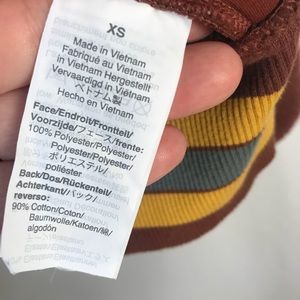 XS
Made in Vietnam
Fabriqué au Vietnam
in Vietnam Hergestellt
Vervaardigd in Vietnam
ベトナム製
Hecho en Vietnam
Face/Endroit/Frontteil/
Voorzijde/フェース/frente:
100% Polyester/Polyester/
Polyester/Polyester/
ポリエステル/
poliéster
Back/Dos/Rückenteil/
Achterkant/バック/
reverso:
90% Cotton/Coton/
Baumwolle/Katoen/綿/
algodón